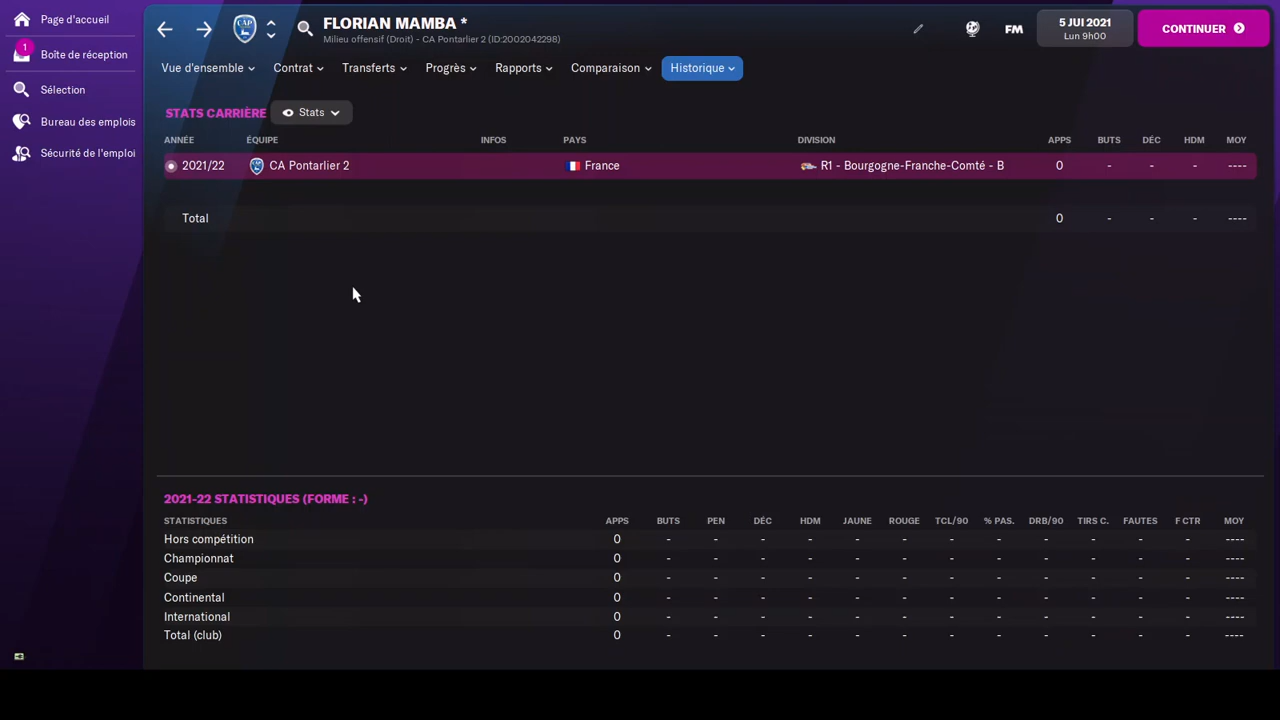 Page d'accueil
1
Boîte de réception
Sélection
Bureau des emplois
Sécurité de l'emploi
CAP
FLORIAN MAMBA *
Milieu offensif (Droit) - CA Pontarlier 2 (ID:2002042298)
FM
5 JUI 2021
Lun 9h00
CONTINUER
Vue d'ensemble
Contrat
Transferts
Progrès
Rapports
Comparaison
Historique
STATS CARRIÈRE
Stats
ANNÉE ÉQUIPE INFOS PAYS DIVISION APPS BUTS DÉC HDM MOY
2021/22 CA Pontarlier 2 France R1 - Bourgogne-Franche-Comté - B 0 - - - ----
Total 0 - - - ----
2021-22 STATISTIQUES (FORME : -)
STATISTIQUES APPS BUTS PEN DÉC HDM JAUNE ROUGE TCL/90 % PAS. DRB/90 TIRS C. FAUTES F CTR MOY
Hors compétition 0 - - - - - - - - - - - - ----
Championnat 0 - - - - - - - - - - - - ----
Coupe 0 - - - - - - - - - - - - ----
Continental 0 - - - - - - - - - - - - ----
International 0 - - - - - - - - - - - - ----
Total (club) 0 - - - - - - - - - - - - ----